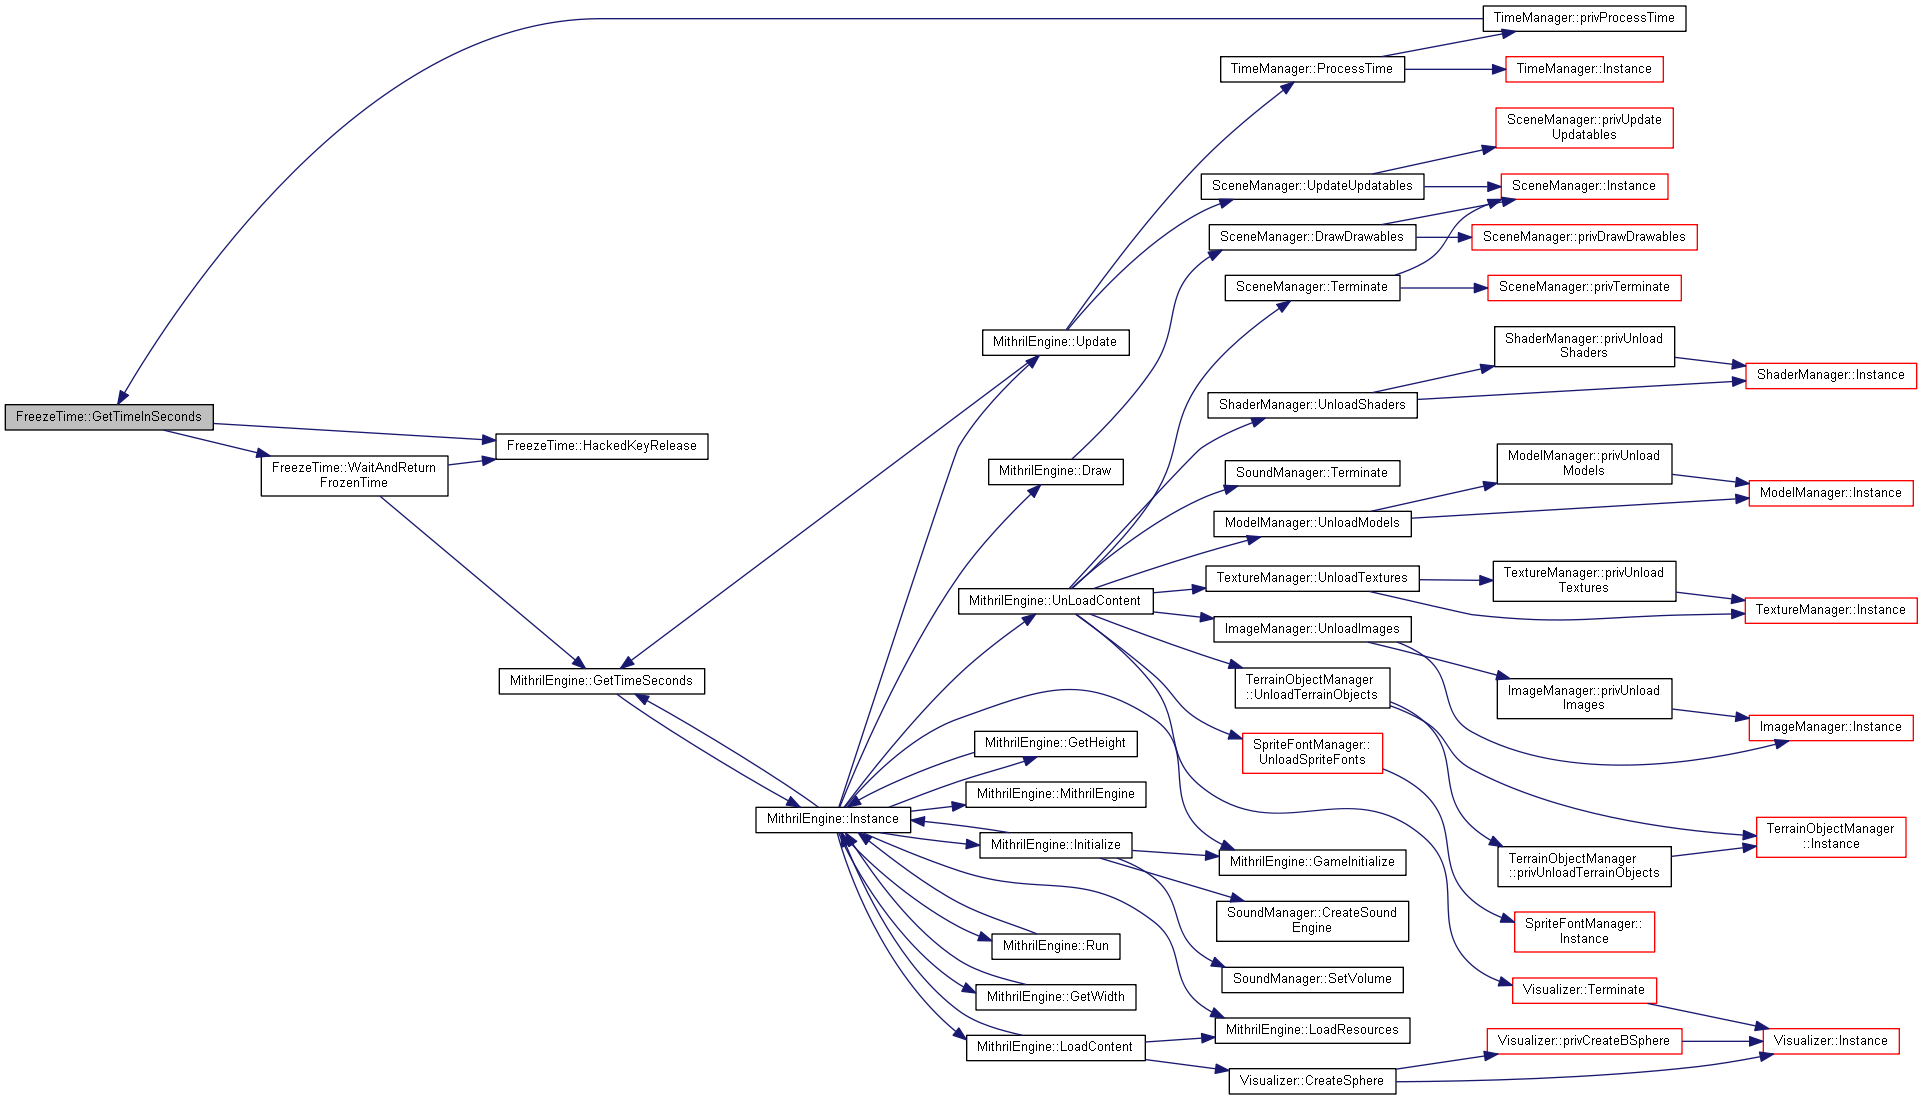 TimeManager::privProcessTime
TimeManager::ProcessTime
TimeManager::Instance
SceneManager::privUpdate
Updatables
SceneManager::UpdateUpdatables
SceneManager::Instance
SceneManager::DrawDrawables
SceneManager::privDrawDrawables
SceneManager::Terminate
SceneManager::privTerminate
MithrilEngine::Update
ShaderManager::privUnload
Shaders
ShaderManager::Instance
ShaderManager::UnloadShaders
FreezeTime::GetTimeInSeconds
FreezeTime::HackedKeyRelease
FreezeTime::WaitAndReturn
FrozenTime
MithrilEngine::Draw
SoundManager::Terminate
ModelManager::privUnload
Models
ModelManager::Instance
ModelManager::UnloadModels
TextureManager::UnloadTextures
TextureManager::privUnload
Textures
TextureManager::Instance
MithrilEngine::UnLoadContent
ImageManager::UnloadImages
MithrilEngine::GetTimeSeconds
TerrainObjectManager
::UnloadTerrainObjects
ImageManager::privUnload
Images
ImageManager::Instance
MithrilEngine::GetHeight
SpriteFontManager::
UnloadSpriteFonts
MithrilEngine::MithrilEngine
MithrilEngine::Instance
MithrilEngine::Initialize
MithrilEngine::GameInitialize
TerrainObjectManager
::Instance
TerrainObjectManager
::privUnloadTerrainObjects
SoundManager::CreateSound
Engine
SpriteFontManager::
Instance
MithrilEngine::Run
SoundManager::SetVolume
Visualizer::Terminate
MithrilEngine::GetWidth
MithrilEngine::LoadResources
MithrilEngine::LoadContent
Visualizer::privCreateBSphere
Visualizer::Instance
Visualizer::CreateSphere